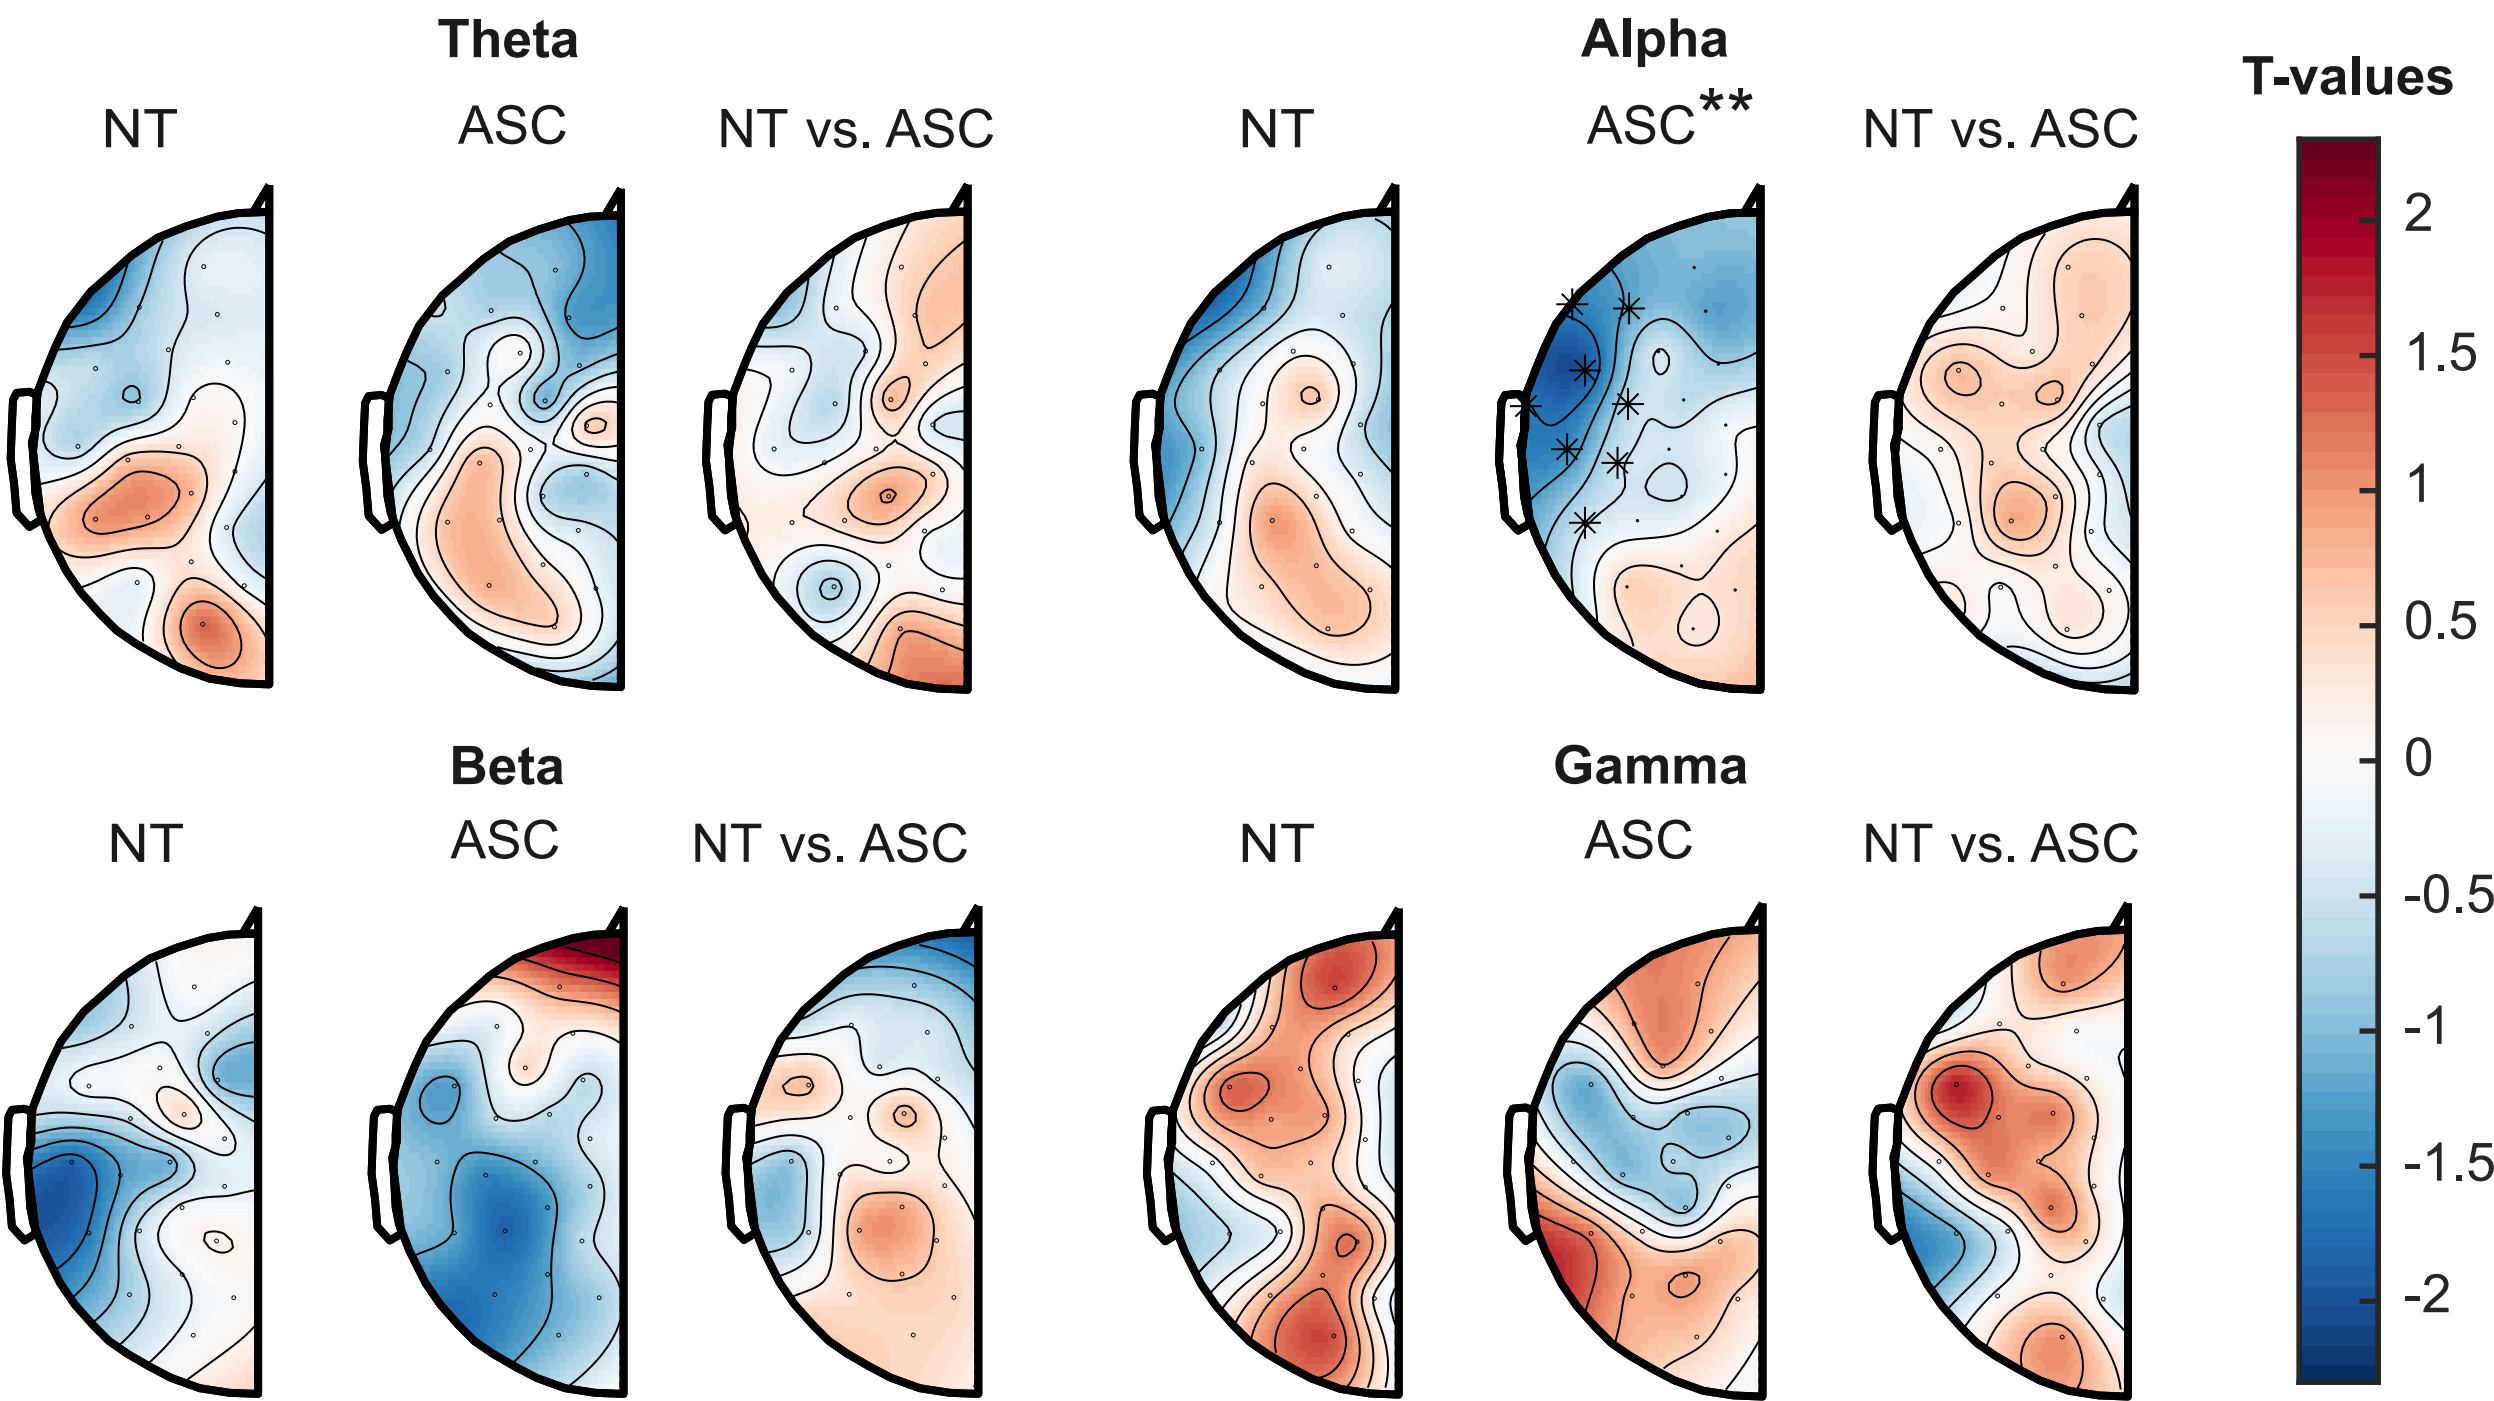 Theta
NT
ASC
NT vs. ASC
Alpha
NT
ASC**
NT vs. ASC
Beta
NT
ASC
NT vs. ASC
Gamma
NT
ASC
NT vs. ASC
T-values
2
1.5
1
0.5
0
-0.5
-1
-1.5
-2